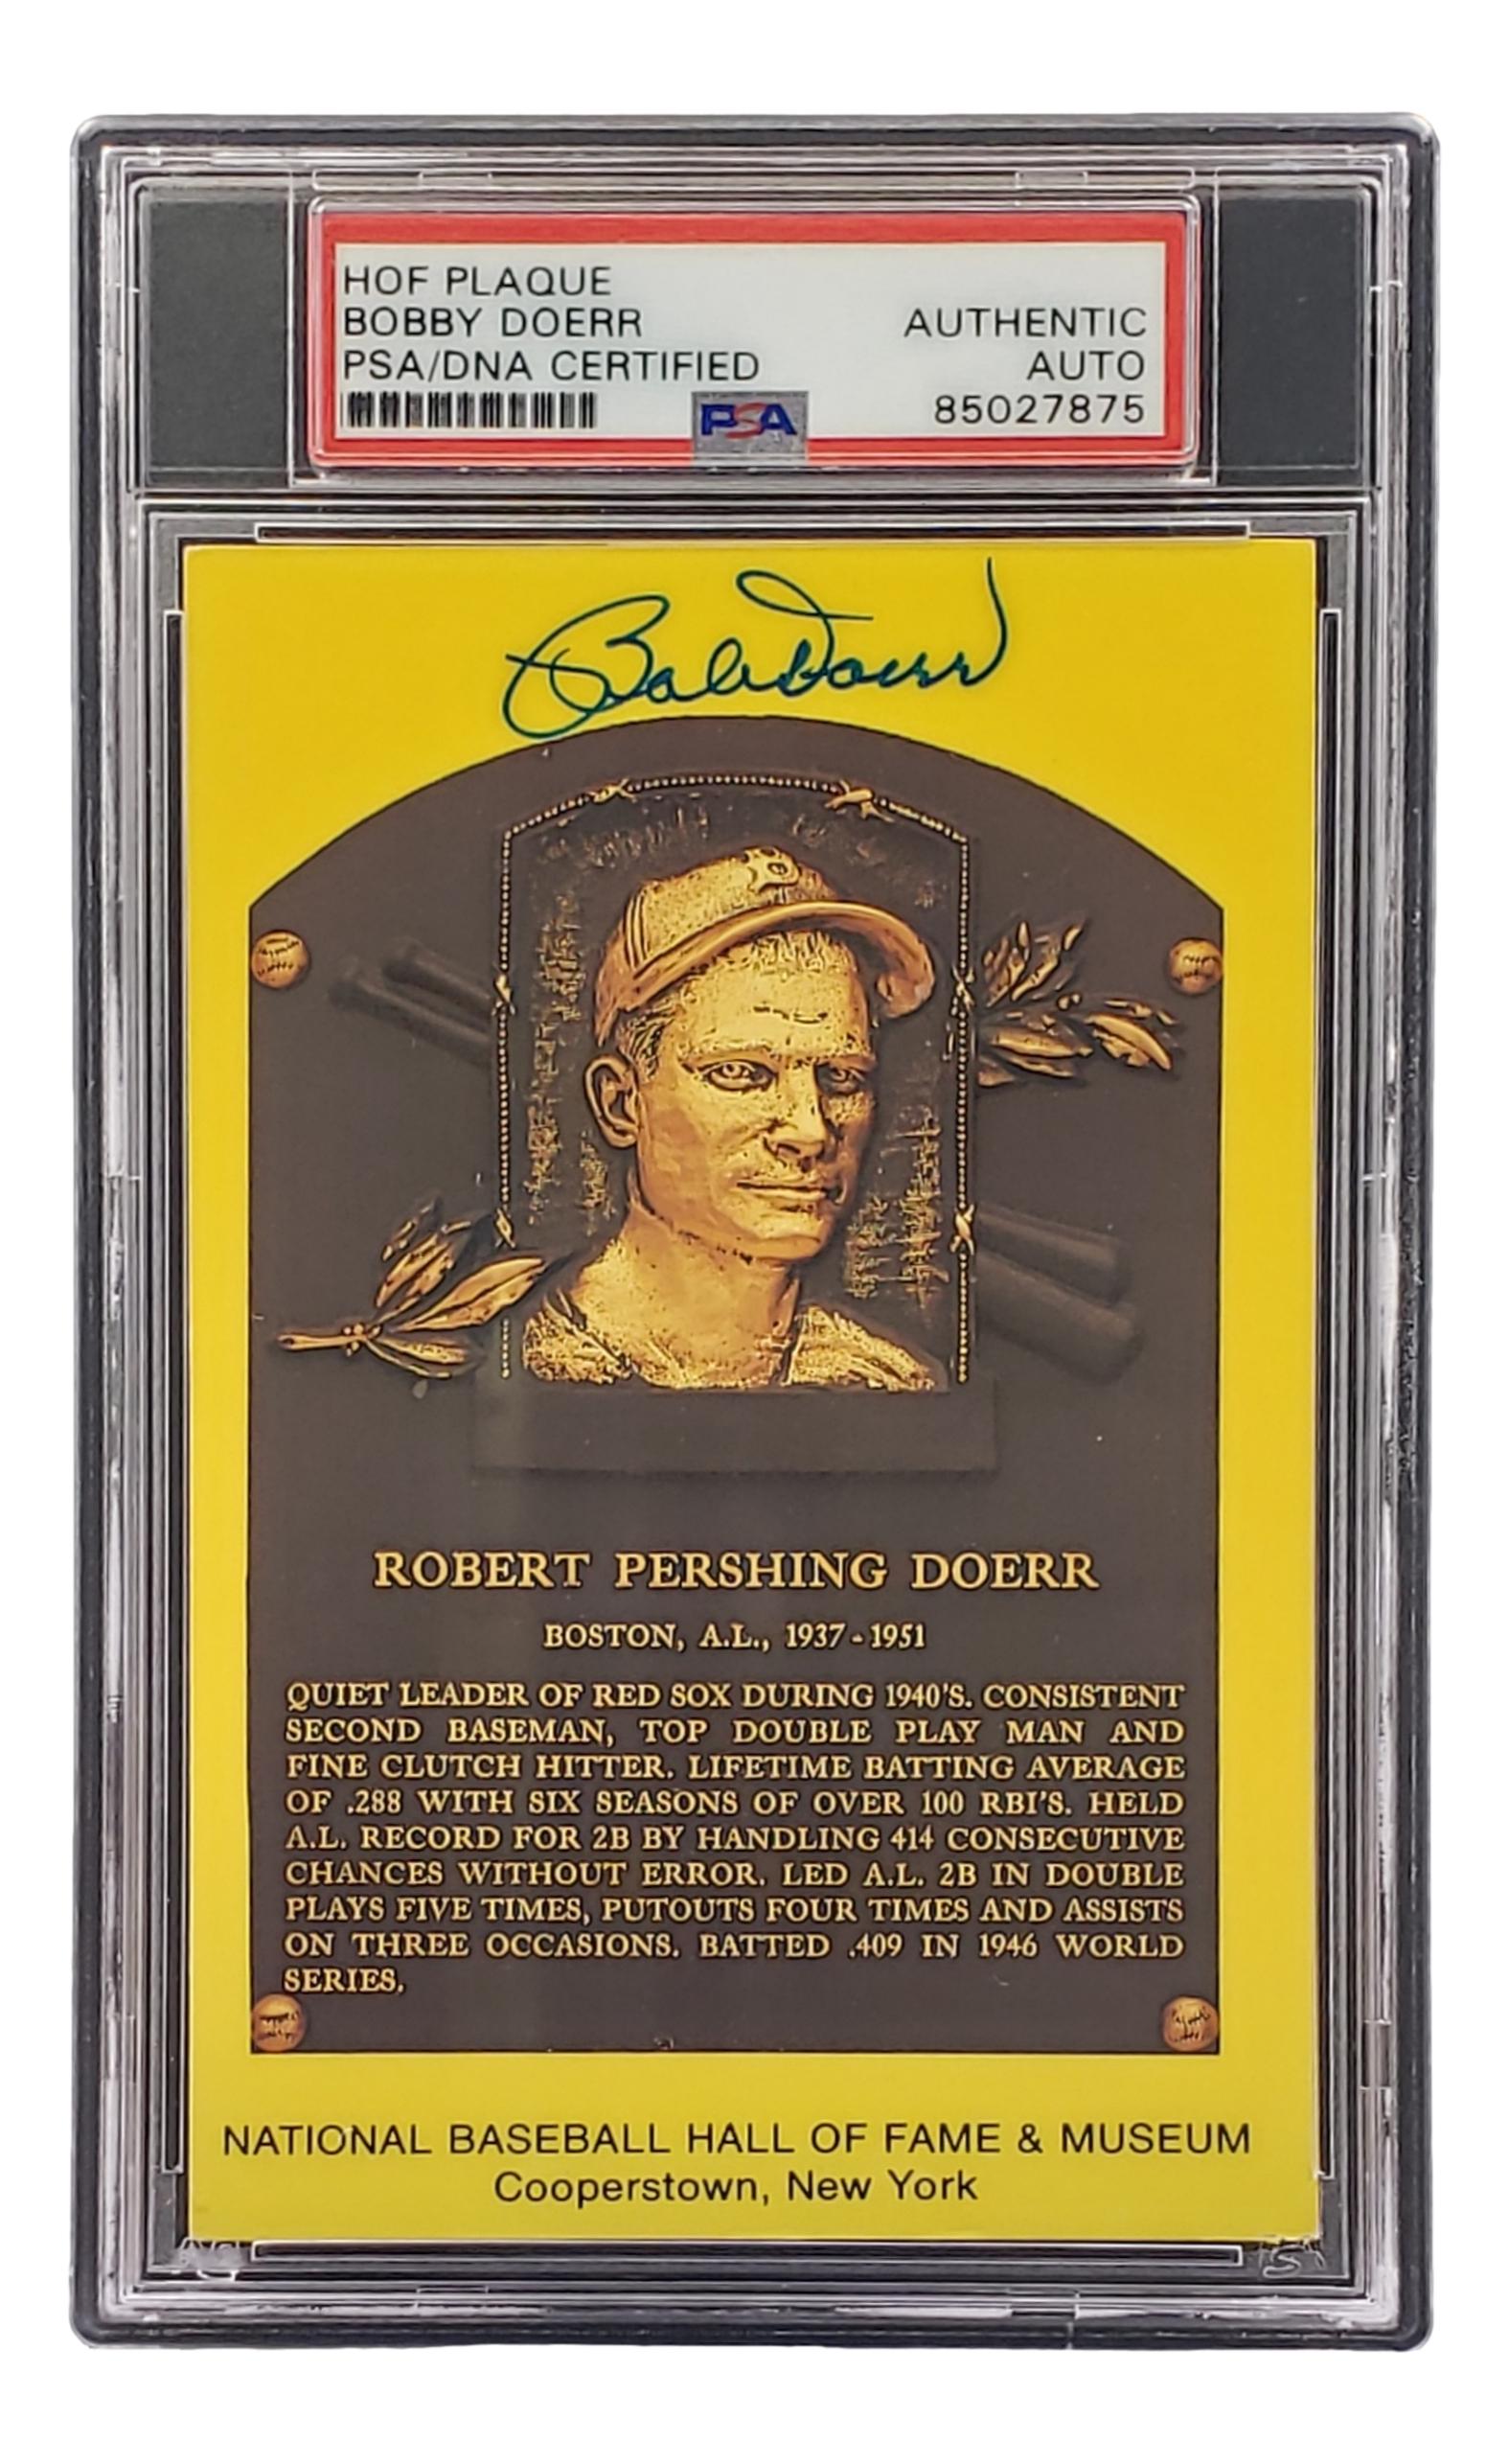 HOF PLAQUE
BOBBY DOERR
PSA/DNA CERTIFIED
AUTHENTIC
AUTO
85027875
PSA
Bobby Doerr
ROBERT PERSHING DOERR
BOSTON, A.L., 1937-1951
QUIET LEADER OF RED SOX DURING 1940'S. CONSISTENT
SECOND BASEMAN, TOP DOUBLE PLAY MAN AND
FINE CLUTCH HITTER. LIFETIME BATTING AVERAGE
OF .288 WITH SIX SEASONS OF OVER 100 RBI'S. HELD
A.L. RECORD FOR 2B BY HANDLING 414 CONSECUTIVE
CHANCES WITHOUT ERROR. LED A.L. 2B IN DOUBLE
PLAYS FIVE TIMES, PUTOUTS FOUR TIMES AND ASSISTS
ON THREE OCCASIONS. BATTED .409 IN 1946 WORLD
SERIES.
NATIONAL BASEBALL HALL OF FAME & MUSEUM
Cooperstown, New York